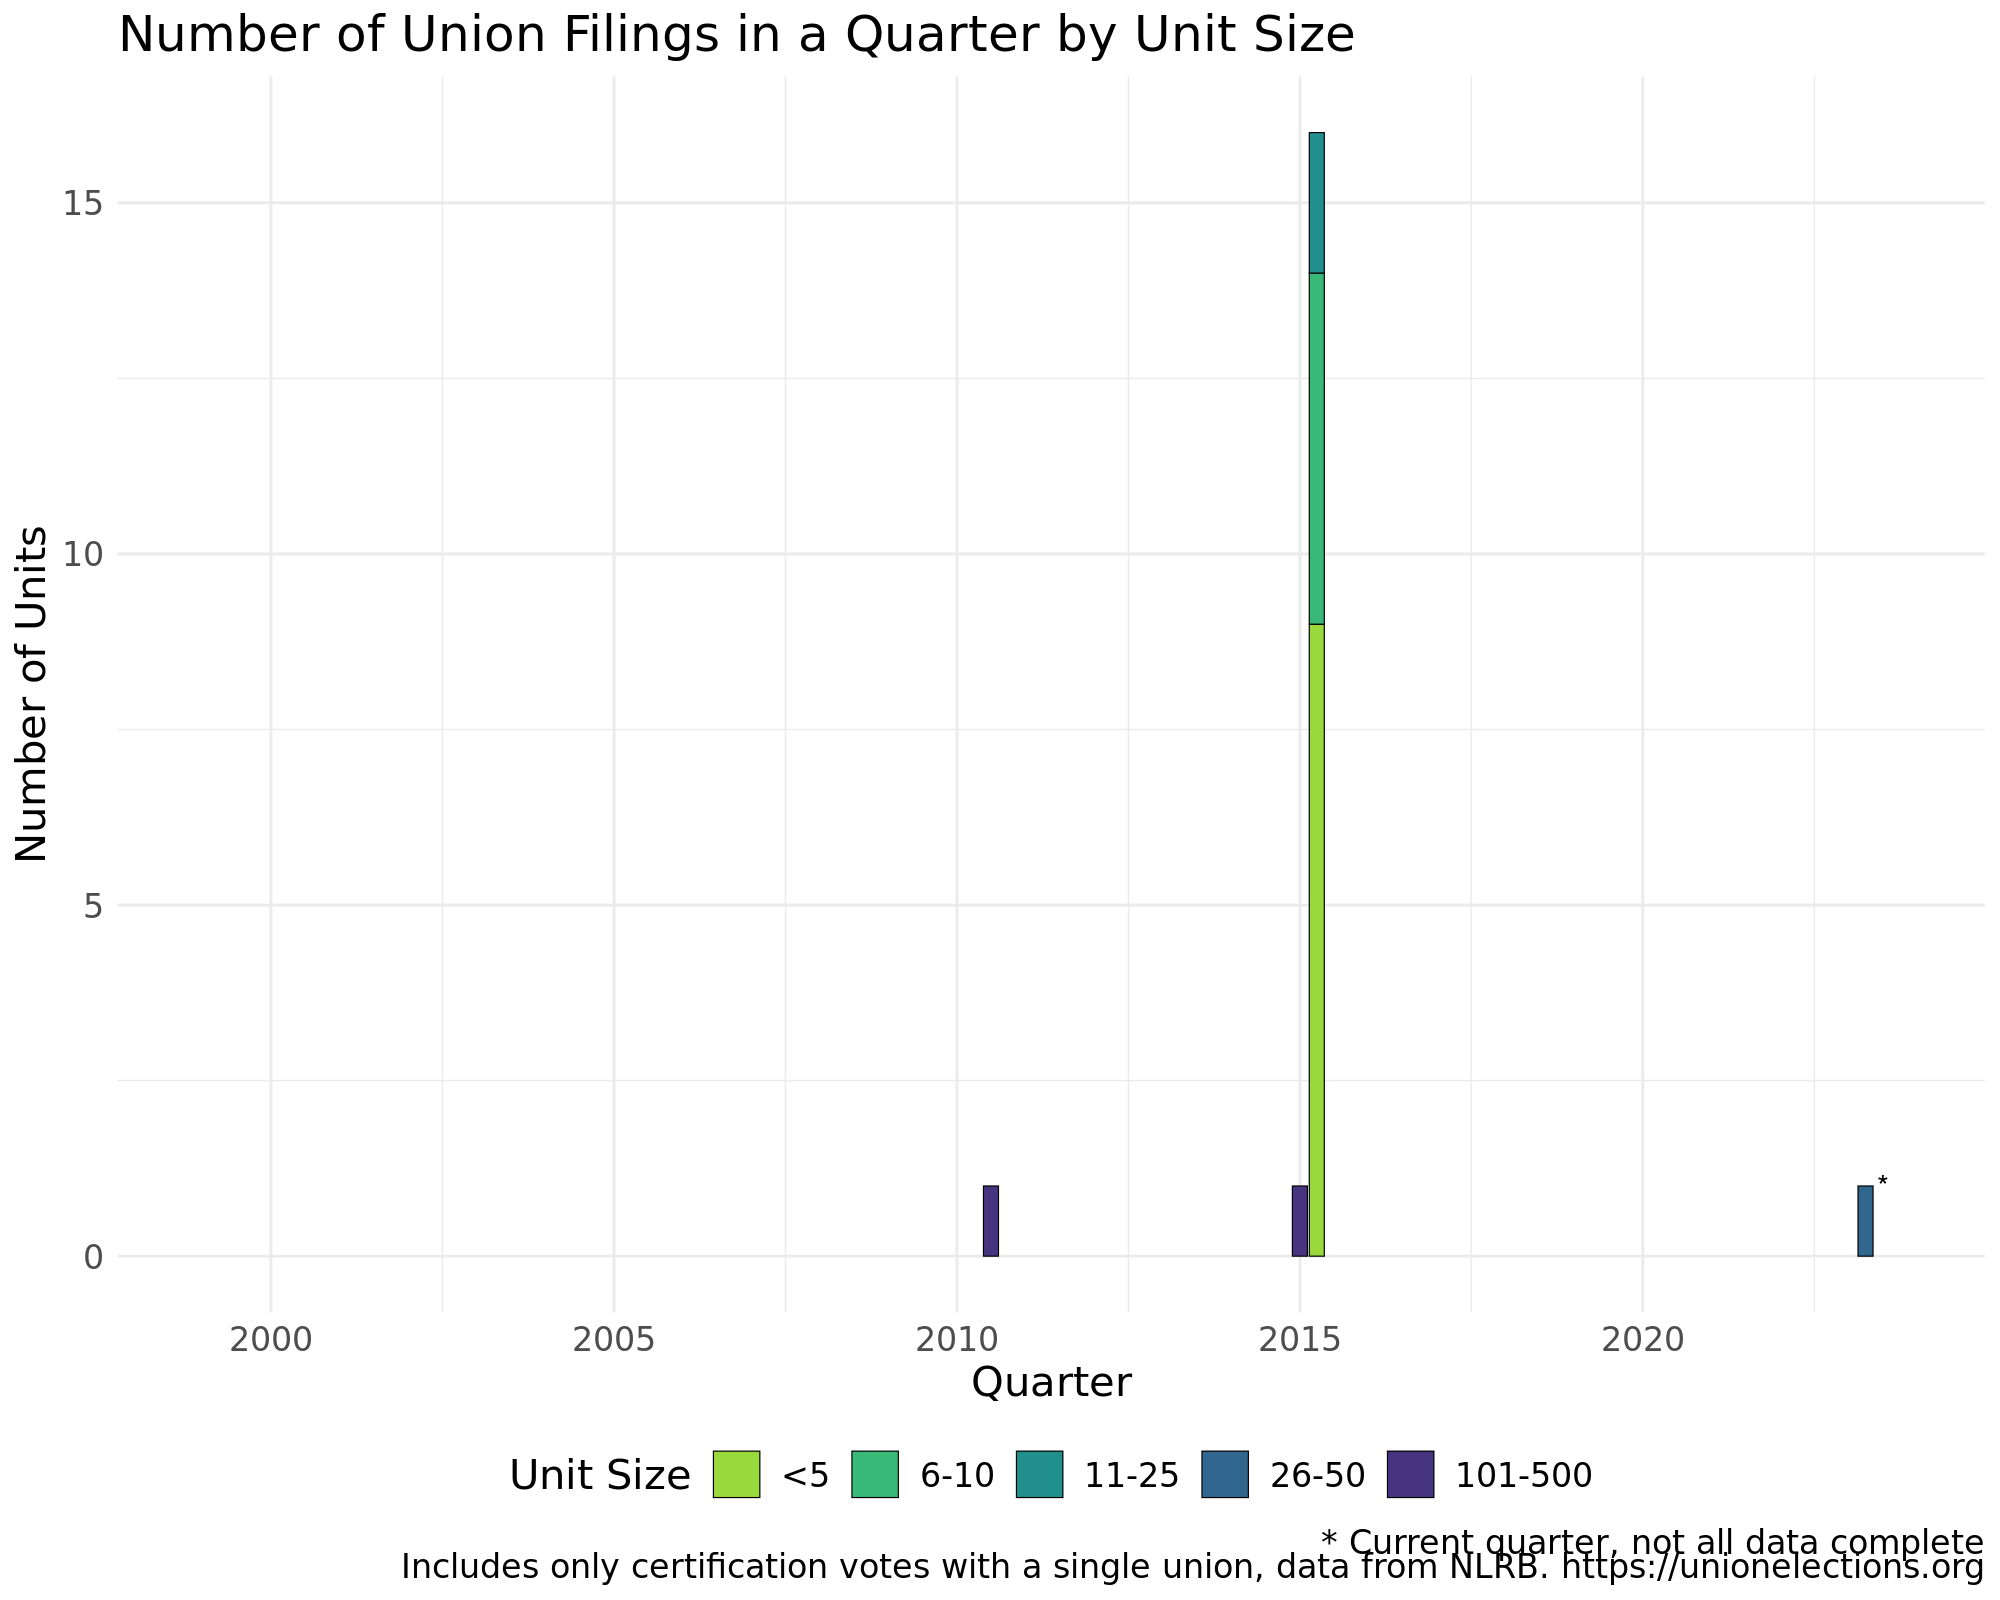 Number of Union Filings in a Quarter by Unit Size
Number of Units
15
10
5
0
*
2000 2005 2010 2015 2020
Quarter
Unit Size <5 6-10 11-25 26-50 101-500
* Current quarter, not all data complete
Includes only certification votes with a single union, data from NLRB. https://unionelections.org